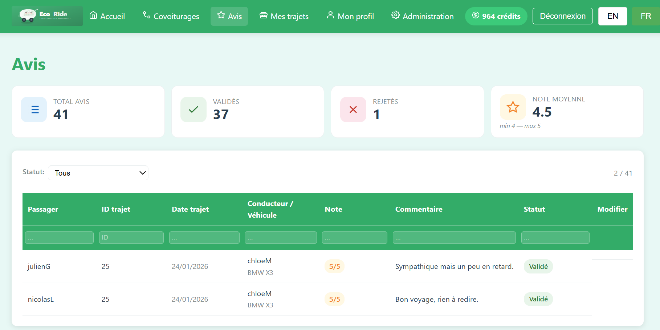 Eco Ride
Accueil
Covoiturages
Avis
Mes trajets
Mon profil
Administration
964 crédits
Déconnexion
EN
FR
Avis
TOTAL AVIS
41
VALIDÉS
37
REJETÉS
1
NOTE MOYENNE
4.5
min 4 — max 5
Statut:
Tous
2 / 41
Passager
ID trajet
Date trajet
Conducteur /
Véhicule
Note
Commentaire
Statut
Modifier
...
ID
...
...
...
...
...
julienG
25
24/01/2026
chloeM
BMW X3
5/5
Sympathique mais un peu en retard.
Validé
nicolasL
25
24/01/2026
chloeM
BMW X3
5/5
Bon voyage, rien à redire.
Validé